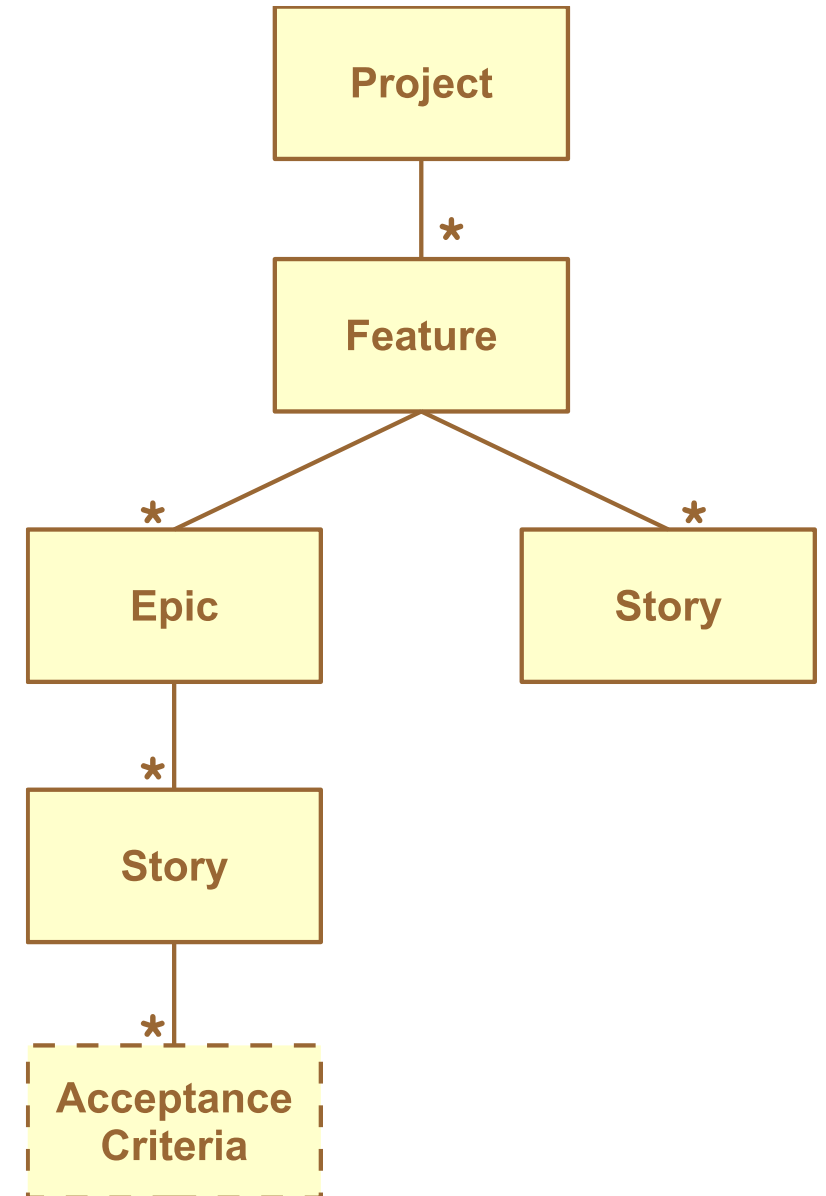 Project
*
Feature
* *
Epic Story
*
Story
*
Acceptance
Criteria